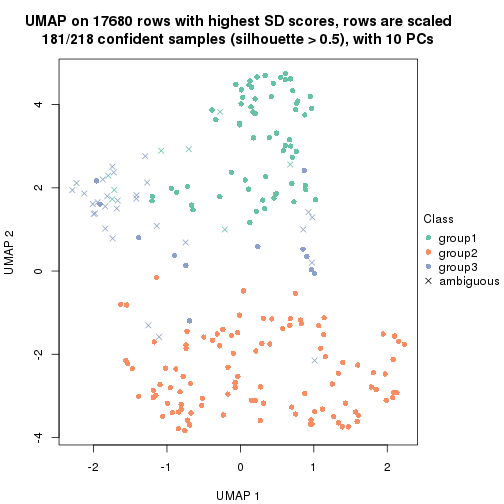 UMAP on 17680 rows with highest SD scores, rows are scaled
181/218 confident samples (silhouette > 0.5), with 10 PCs
4
2
0
-2
-4
UMAP 2
-2
-1
0
1
2
UMAP 1
Class
group1
group2
group3
ambiguous